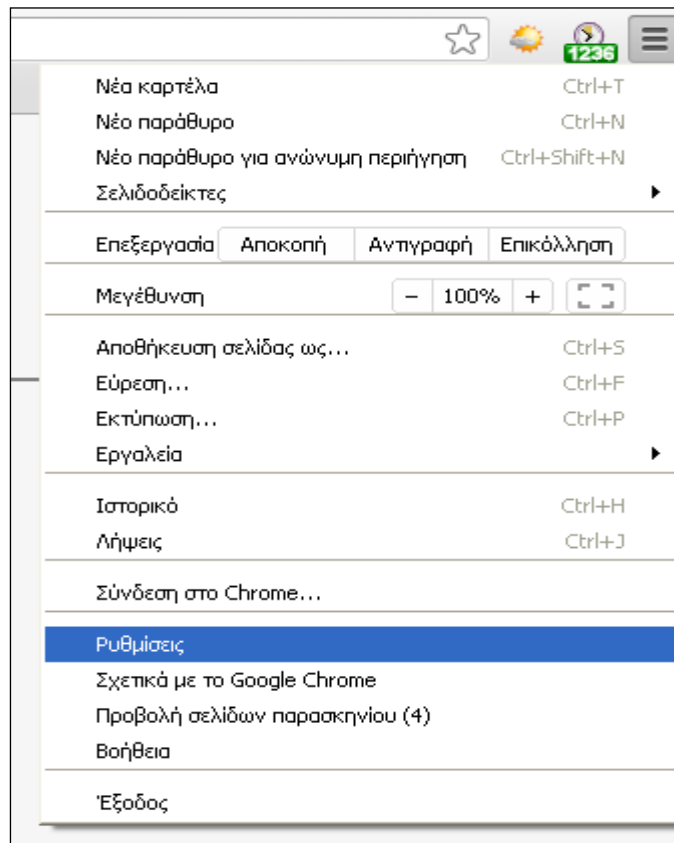 1236
Νέα καρτέλα Ctrl+T
Νέο παράθυρο Ctrl+N
Νέο παράθυρο για ανώνυμη περιήγηση Ctrl+Shift+N
Σελιδοδείκτες
Επεξεργασία Αποκοπή Αντιγραφή Επικόλληση
Μεγέθυνση − 100% +
Αποθήκευση σελίδας ως... Ctrl+S
Εύρεση... Ctrl+F
Εκτύπωση... Ctrl+P
Εργαλεία
Ιστορικό Ctrl+H
Λήψεις Ctrl+J
Σύνδεση στο Chrome...
Ρυθμίσεις
Σχετικά με το Google Chrome
Προβολή σελίδων παρασκηνίου (4)
Βοήθεια
Έξοδος